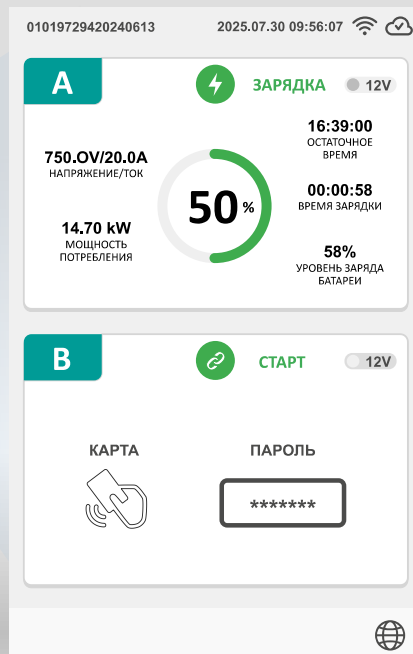 01019729420240613
2025.07.30 09:56:07
A
ЗАРЯДКА
12V
750.OV/20.0A
НАПРЯЖЕНИЕ/ТОК
14.70 kW
МОЩНОСТЬ
ПОТРЕБЛЕНИЯ
50 %
16:39:00
ОСТАТОЧНОЕ
ВРЕМЯ
00:00:58
ВРЕМЯ ЗАРЯДКИ
58%
УРОВЕНЬ ЗАРЯДА
БАТАРЕИ
B
СТАРТ
12V
КАРТА
ПАРОЛЬ
*******